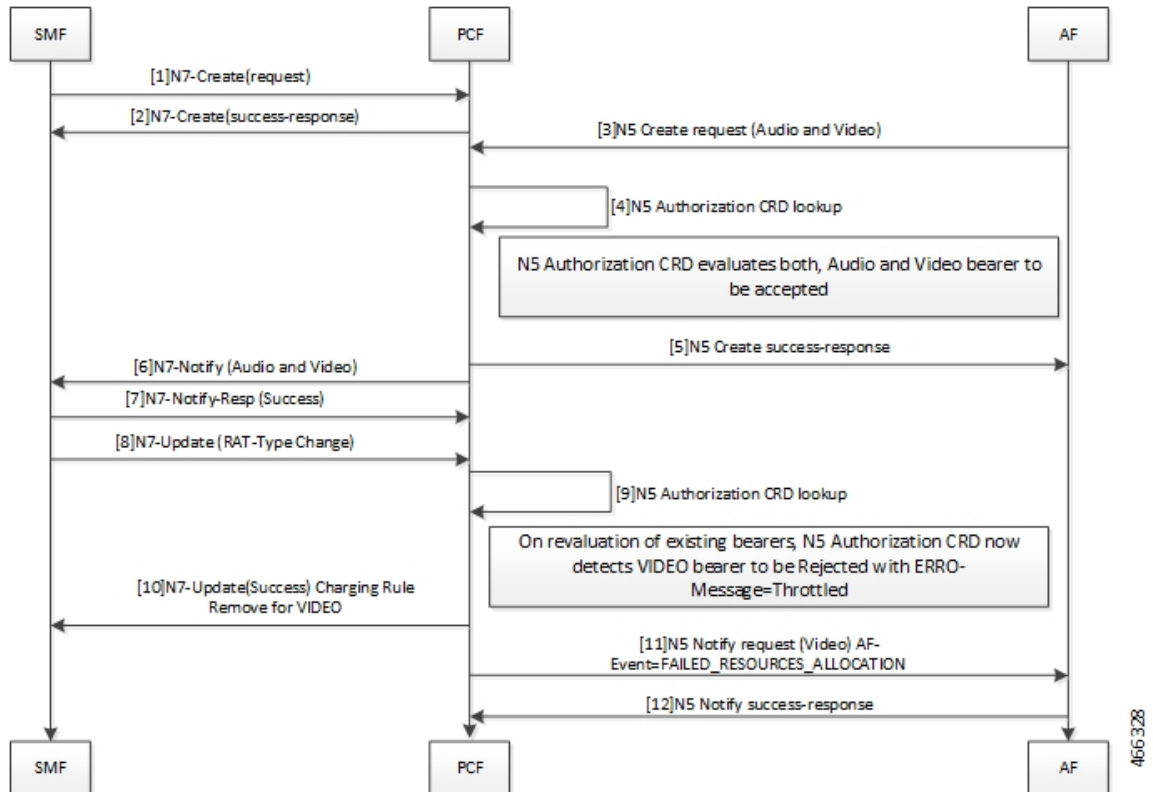 SMF
PCF
AF
[1]N7-Create(request)
[2]N7-Create(success-response)
[3]N5 Create request (Audio and Video)
[4]N5 Authorization CRD lookup
N5 Authorization CRD evaluates both, Audio and Video bearer to
be accepted
[5]N5 Create success-response
[6]N7-Notify (Audio and Video)
[7]N7-Notify-Resp (Success)
[8]N7-Update (RAT-Type Change)
[9]N5 Authorization CRD lookup
On revaluation of existing bearers, N5 Authorization CRD now
detects VIDEO bearer to be Rejected with ERRO-
Message=Throttled
[10]N7-Update(Success) Charging Rule
Remove for VIDEO
[11]N5 Notify request (Video) AF-
Event=FAILED_RESOURCES_ALLOCATION
[12]N5 Notify success-response
SMF
PCF
AF
466328